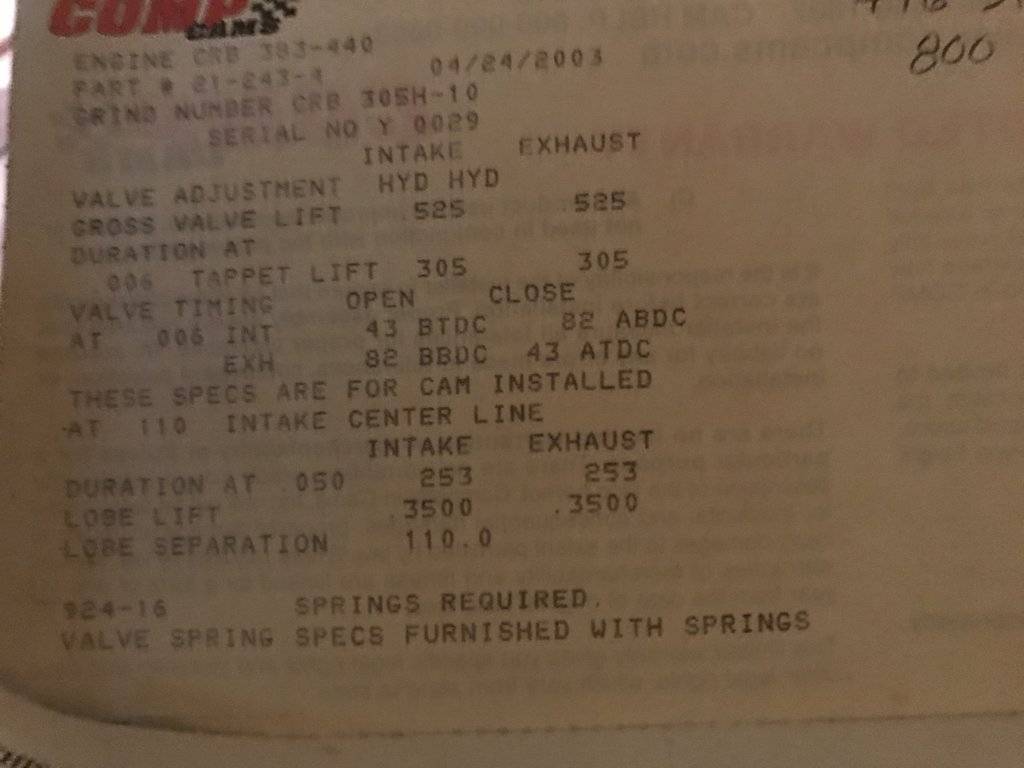 COMP
CAMS
800
ENGINE CRB 383-440
04/24/2003
PART # 21-243-4
GRIND NUMBER CRB 305H-10
SERIAL NO Y 0029
INTAKE EXHAUST
VALVE ADJUSTMENT HYD HYD
GROSS VALVE LIFT .525 .525
DURATION AT
.006 TAPPET LIFT 305 305
VALVE TIMING OPEN CLOSE
AT .006 INT 43 BTDC 82 ABDC
EXH 82 BBDC 43 ATDC
THESE SPECS ARE FOR CAM INSTALLED
AT 110 INTAKE CENTER LINE
INTAKE EXHAUST
DURATION AT .050 253 253
LOBE LIFT .3500 .3500
LOBE SEPARATION 110.0
924-16 SPRINGS REQUIRED.
VALVE SPRING SPECS FURNISHED WITH SPRINGS